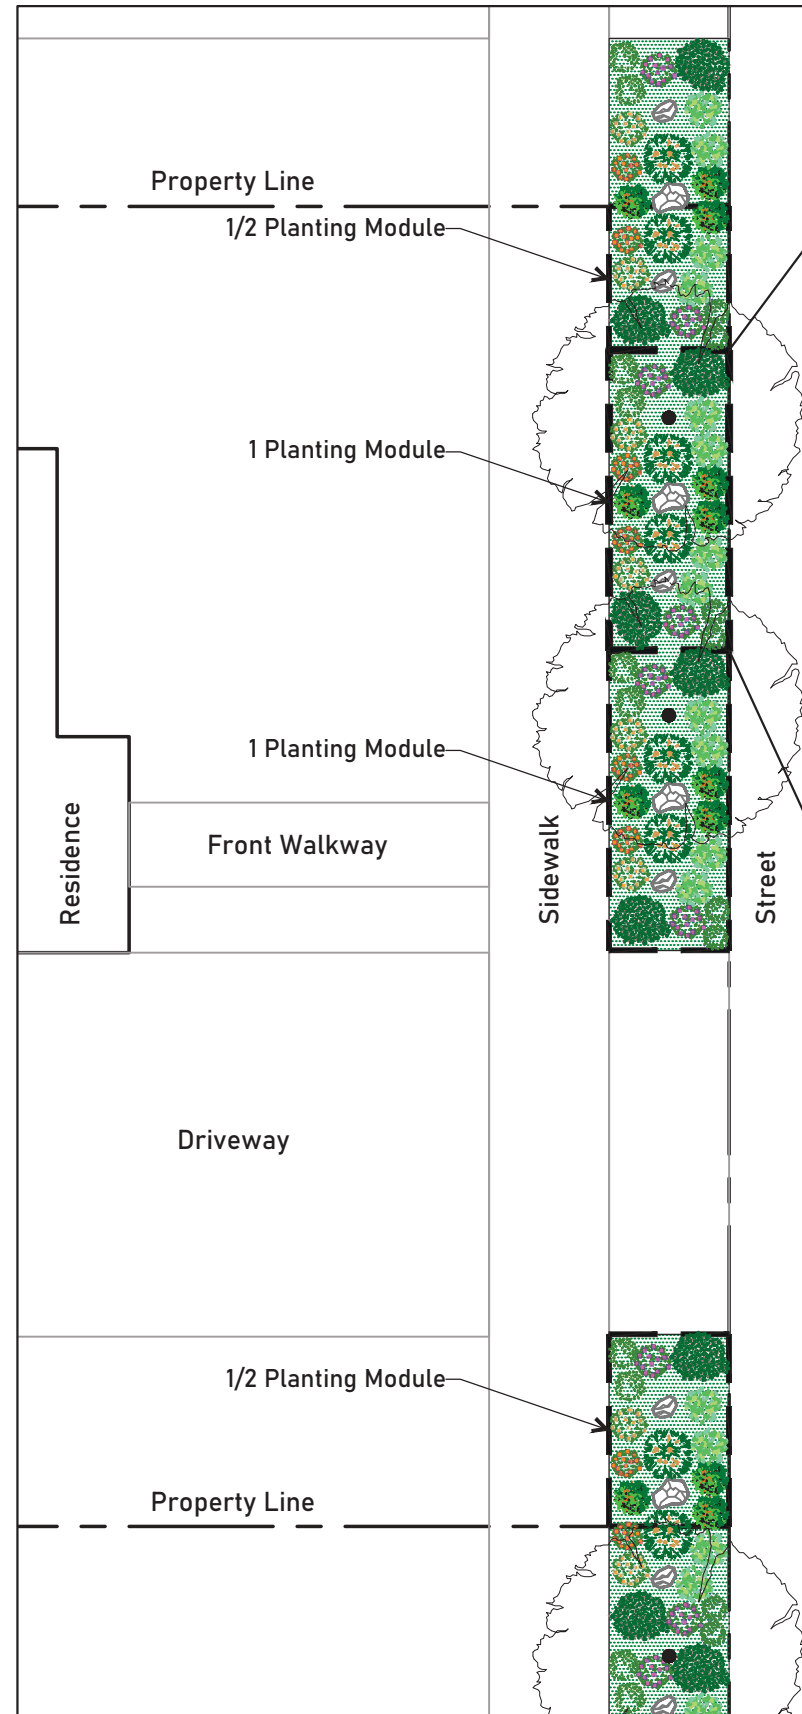 Property Line
1/2 Planting Module
1 Planting Module
1 Planting Module
Residence
Front Walkway
Sidewalk
Street
Driveway
1/2 Planting Module
Property Line